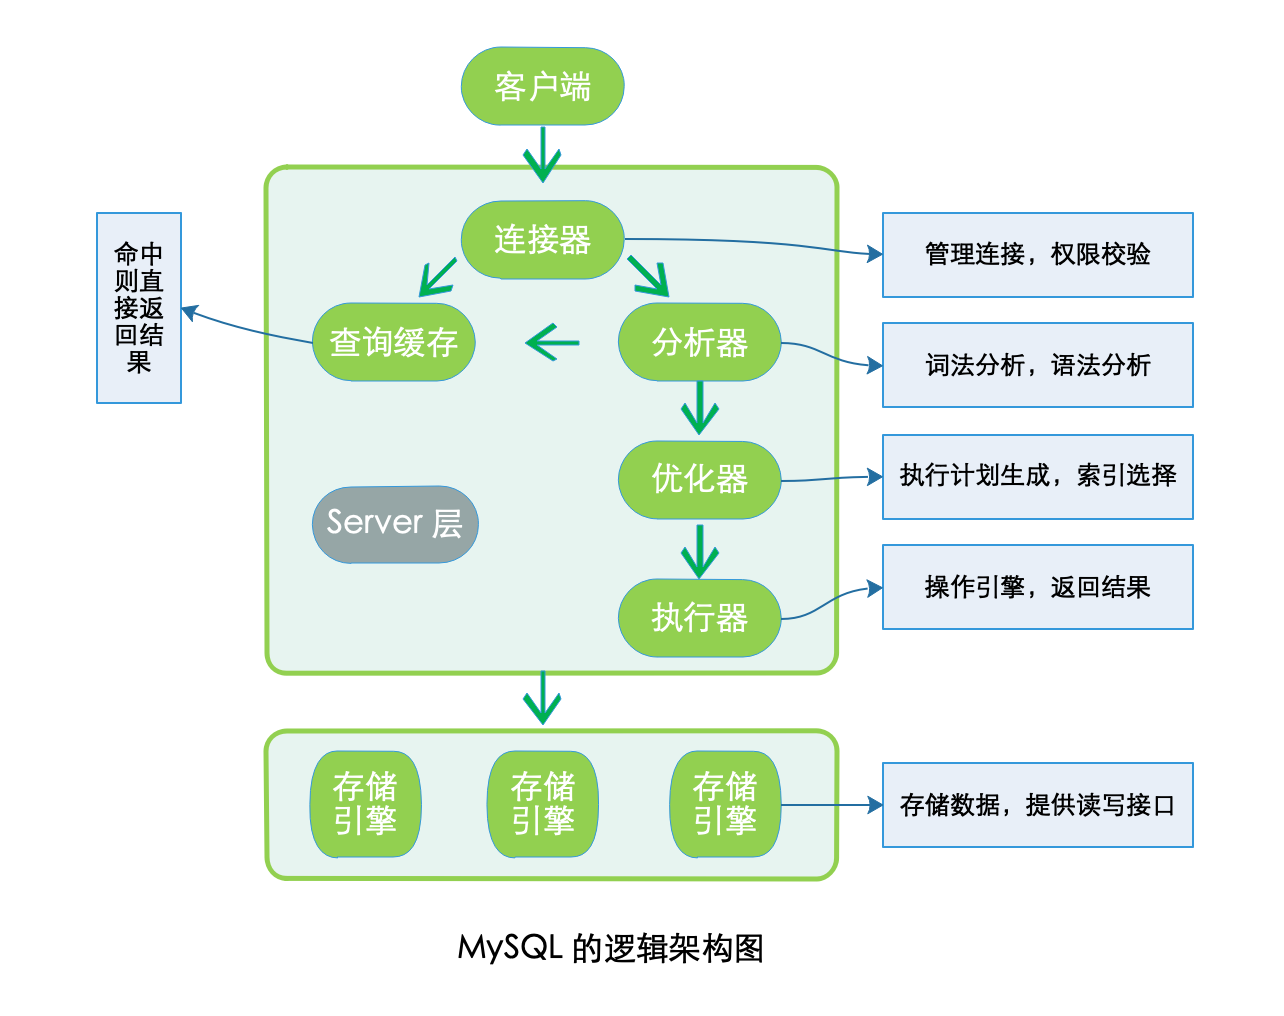 客户端
连接器
管理连接，权限校验
命中
则直
接返
回结
果
查询缓存
分析器
词法分析，语法分析
优化器
执行计划生成，索引选择
Server 层
执行器
操作引擎，返回结果
存储
引擎
存储
引擎
存储
引擎
存储数据，提供读写接口
MySQL 的逻辑架构图